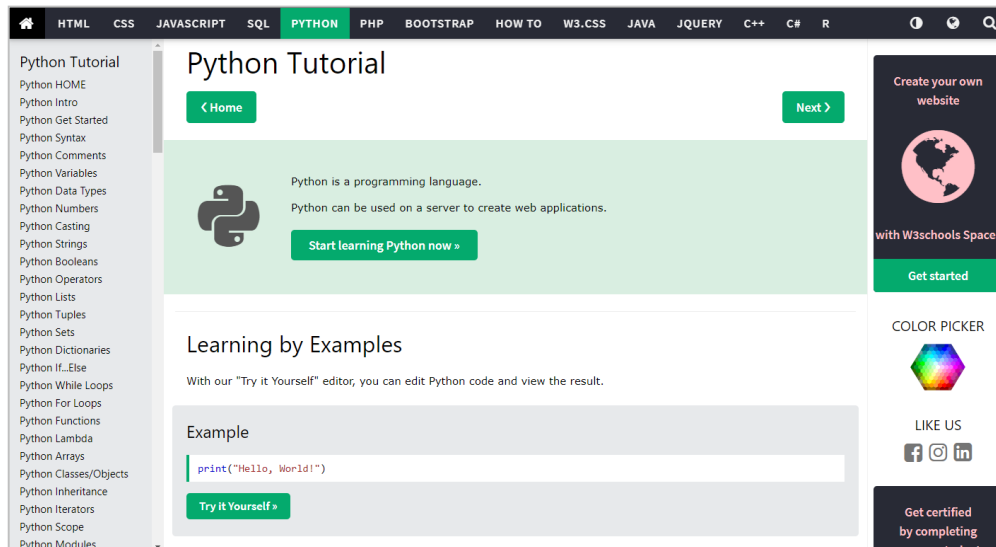 HTML CSS JAVASCRIPT SQL PYTHON PHP BOOTSTRAP HOW TO W3.CSS JAVA JQUERY C++ C# R
Python Tutorial
Python HOME
Python Intro
Python Get Started
Python Syntax
Python Comments
Python Variables
Python Data Types
Python Numbers
Python Casting
Python Strings
Python Booleans
Python Operators
Python Lists
Python Tuples
Python Sets
Python Dictionaries
Python If...Else
Python While Loops
Python For Loops
Python Functions
Python Lambda
Python Arrays
Python Classes/Objects
Python Inheritance
Python Iterators
Python Scope
Python Modules
Python Tutorial
❮ Home
Next ❯
Python is a programming language.
Python can be used on a server to create web applications.
Start learning Python now »
Learning by Examples
With our "Try it Yourself" editor, you can edit Python code and view the result.
Example
print("Hello, World!")
Try it Yourself »
Create your own
website
with W3schools Space
Get started
COLOR PICKER
LIKE US
Get certified
by completing